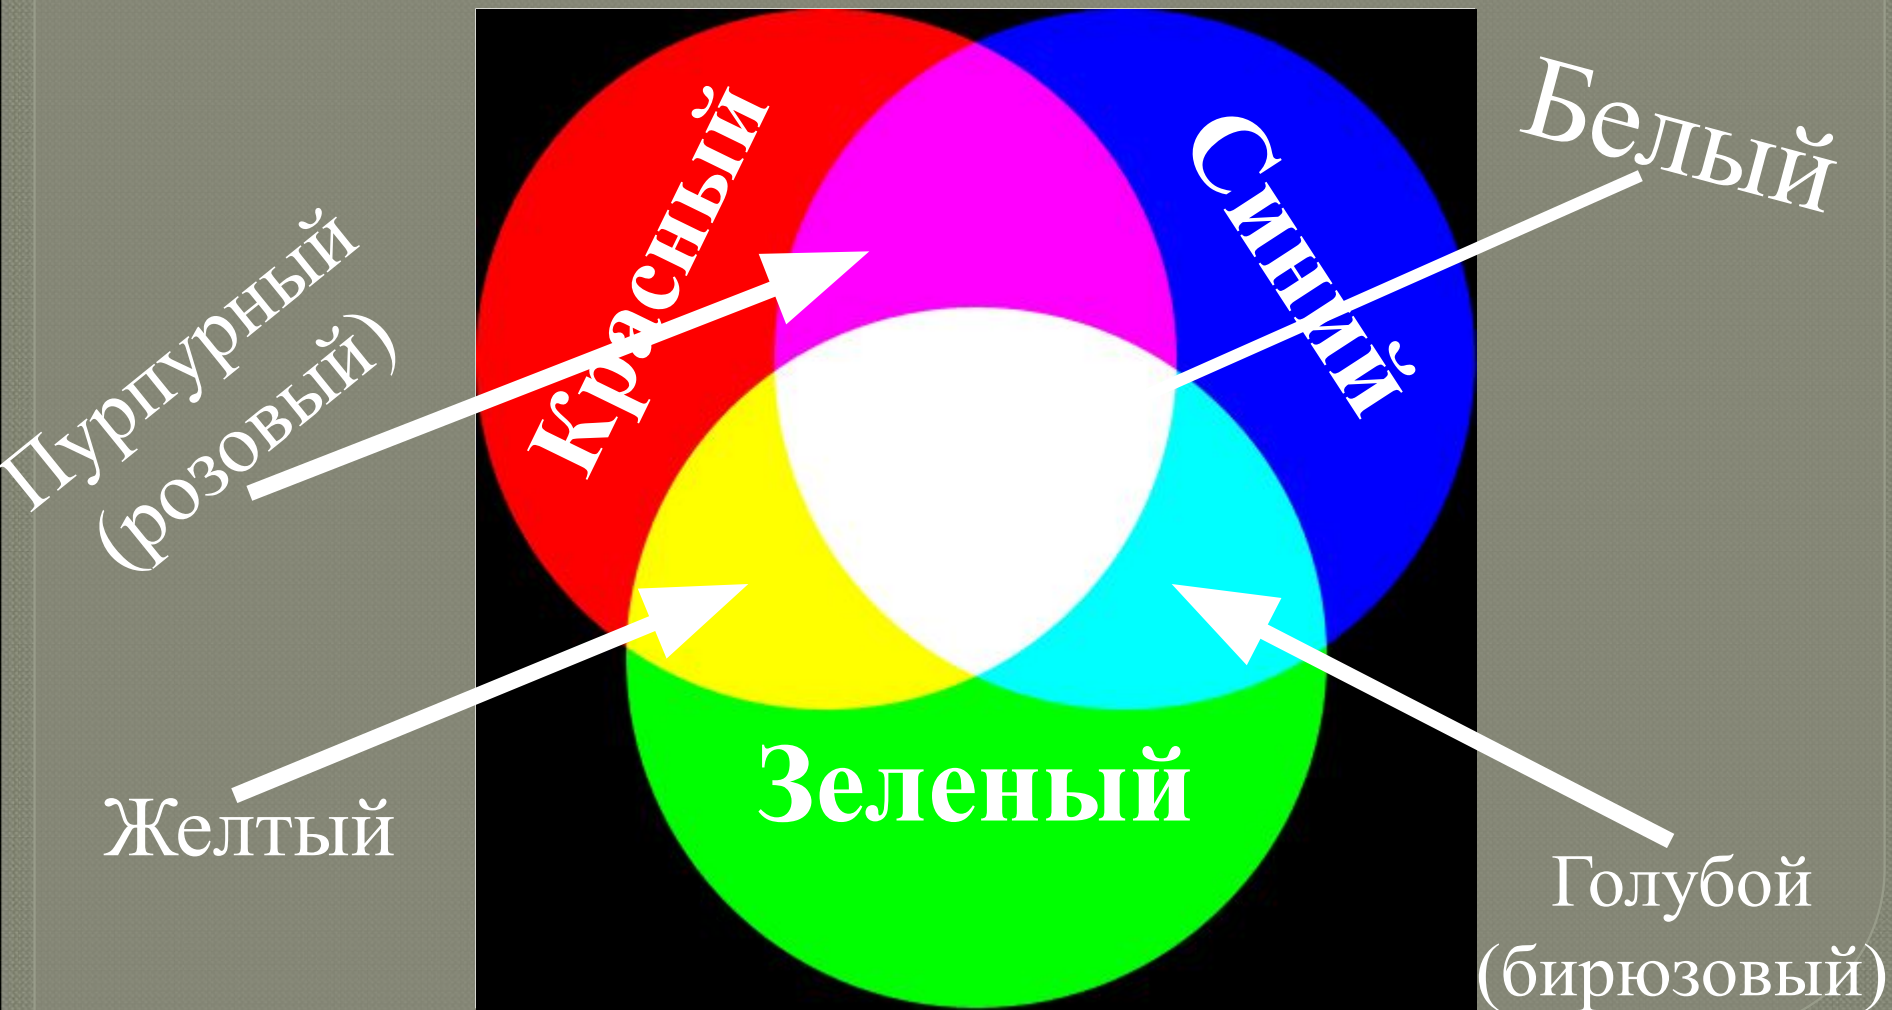 Красный
Синий
Белый
Пурпурный
(розовый)
Зеленый
Желтый
Голубой
(бирюзовый)